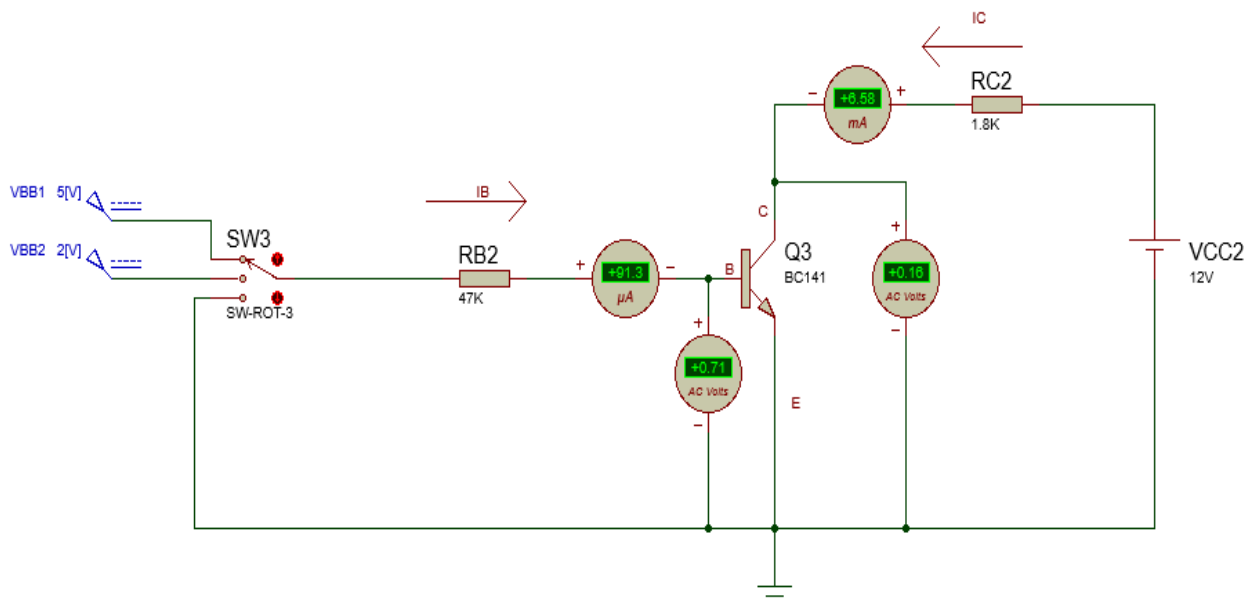 IC
RC2
+6.58
mA
1.8K
VBB1 5[V]
IB
C
VBB2 2[V]
SW3
RB2
B
Q3
BC141
VCC2
12V
+91.3
µA
+0.16
AC Volts
47K
SW-ROT-3
+0.71
AC Volts
E